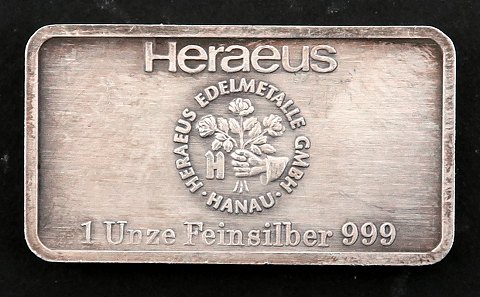 Heraeus
HERAEUS EDELMETALLE GMBH
H
· HANAU ·
1 Unze Feinsilber 999